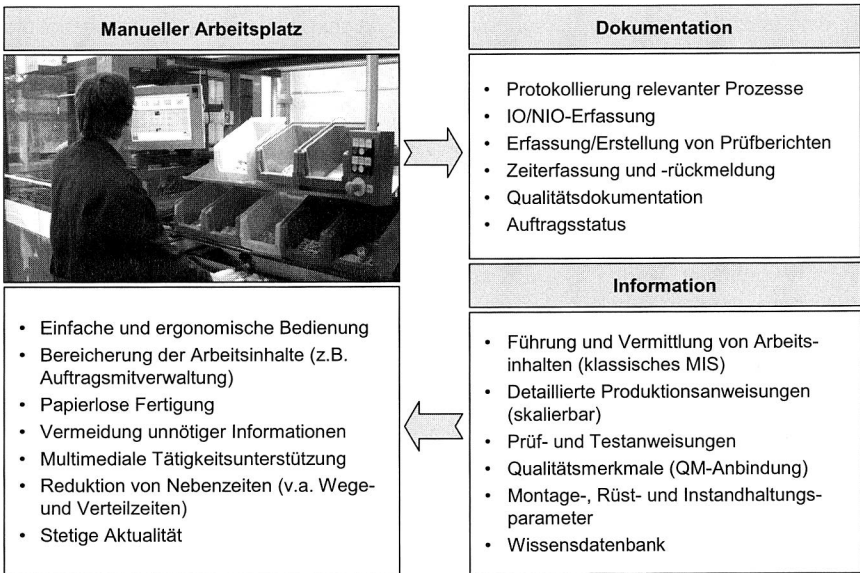 Manueller Arbeitsplatz
• Einfache und ergonomische Bedienung
• Bereicherung der Arbeitsinhalte (z.B.
Auftragsmitverwaltung)
• Papierlose Fertigung
• Vermeidung unnötiger Informationen
• Multimediale Tätigkeitsunterstützung
• Reduktion von Nebenzeiten (v.a. Wege-
und Verteilzeiten)
• Stetige Aktualität
Dokumentation
• Protokollierung relevanter Prozesse
• IO/NIO-Erfassung
• Erfassung/Erstellung von Prüfberichten
• Zeiterfassung und -rückmeldung
• Qualitätsdokumentation
• Auftragsstatus
Information
• Führung und Vermittlung von Arbeits-
inhalten (klassisches MIS)
• Detaillierte Produktionsanweisungen
(skalierbar)
• Prüf- und Testanweisungen
• Qualitätsmerkmale (QM-Anbindung)
• Montage-, Rüst- und Instandhaltungs-
parameter
• Wissensdatenbank